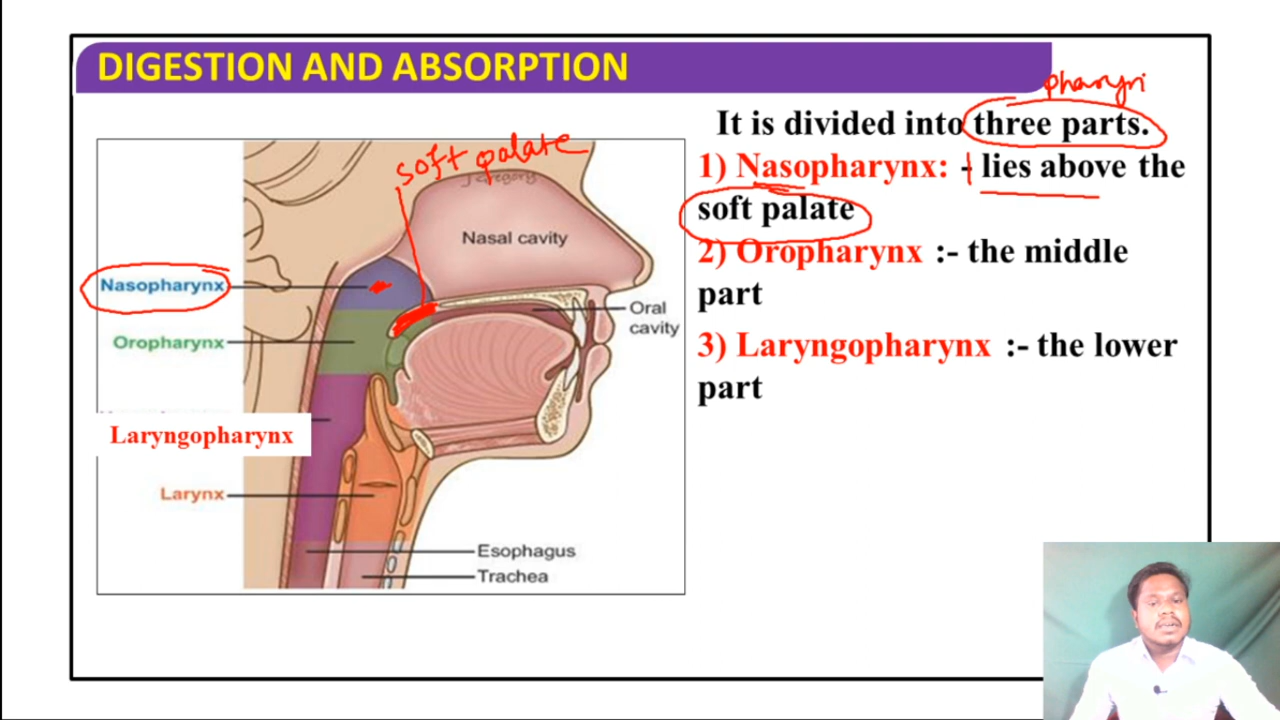 DIGESTION AND ABSORPTION
pharyn
It is divided into three parts.
1) Nasopharynx: - lies above the
soft palate
2) Oropharynx :- the middle
part
3) Laryngopharynx :- the lower
part
soft palate
Nasal cavity
Nasopharynx
Oral
cavity
Oropharynx
Laryngopharynx
Larynx
Esophagus
Trachea